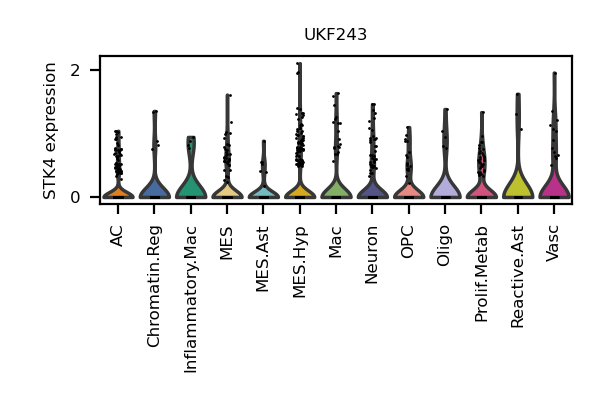 UKF243
STK4 expression
2
0
AC
Chromatin.Reg
Inflammatory.Mac
MES
MES.Ast
MES.Hyp
Mac
Neuron
OPC
Oligo
Prolif.Metab
Reactive.Ast
Vasc